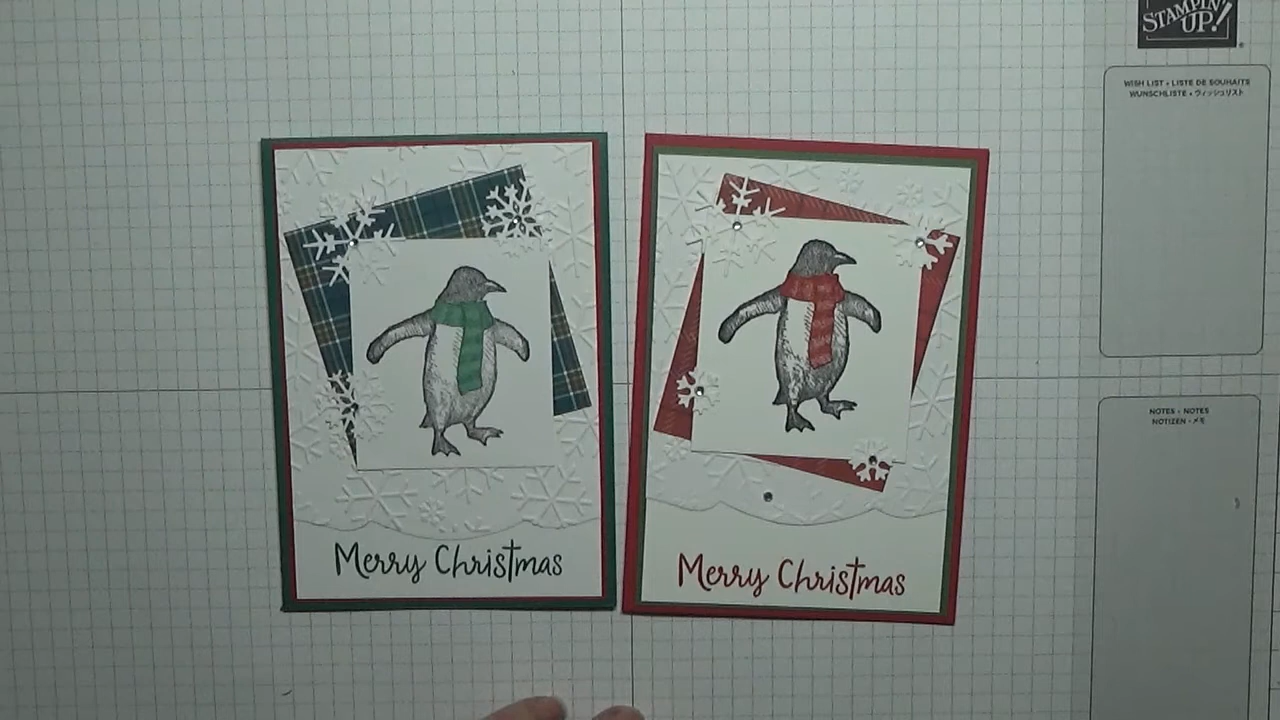 STAMPIN'
UP!
WISH LIST • LISTE DE SOUHAITS
WUNSCHLISTE • ウィッシュリスト
NOTES • NOTES
NOTIZEN • メモ
Merry Christmas
Merry Christmas